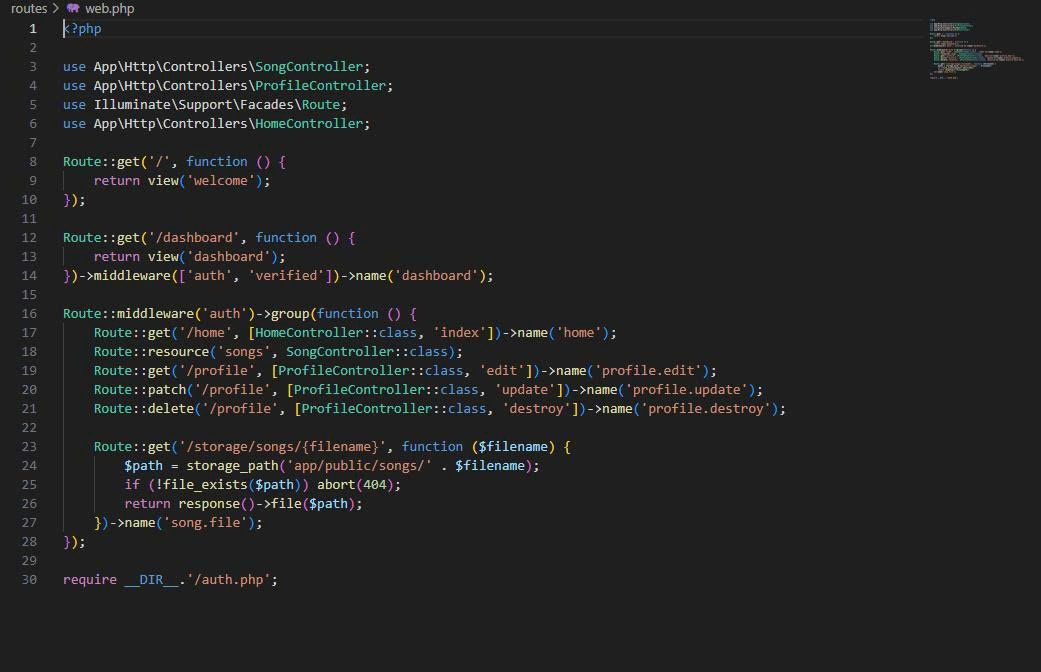 routes > web.php
1 <?php
2
3 use App\Http\Controllers\SongController;
4 use App\Http\Controllers\ProfileController;
5 use Illuminate\Support\Facades\Route;
6 use App\Http\Controllers\HomeController;
7
8 Route::get('/', function () {
9     return view('welcome');
10 });
11
12 Route::get('/dashboard', function () {
13     return view('dashboard');
14 })->middleware(['auth', 'verified'])->name('dashboard');
15
16 Route::middleware('auth')->group(function () {
17     Route::get('/home', [HomeController::class, 'index'])->name('home');
18     Route::resource('songs', SongController::class);
19     Route::get('/profile', [ProfileController::class, 'edit'])->name('profile.edit');
20     Route::patch('/profile', [ProfileController::class, 'update'])->name('profile.update');
21     Route::delete('/profile', [ProfileController::class, 'destroy'])->name('profile.destroy');
22
23     Route::get('/storage/songs/{filename}', function ($filename) {
24         $path = storage_path('app/public/songs/' . $filename);
25         if (!file_exists($path)) abort(404);
26         return response()->file($path);
27     })->name('song.file');
28 });
29
30 require __DIR__.'/auth.php';